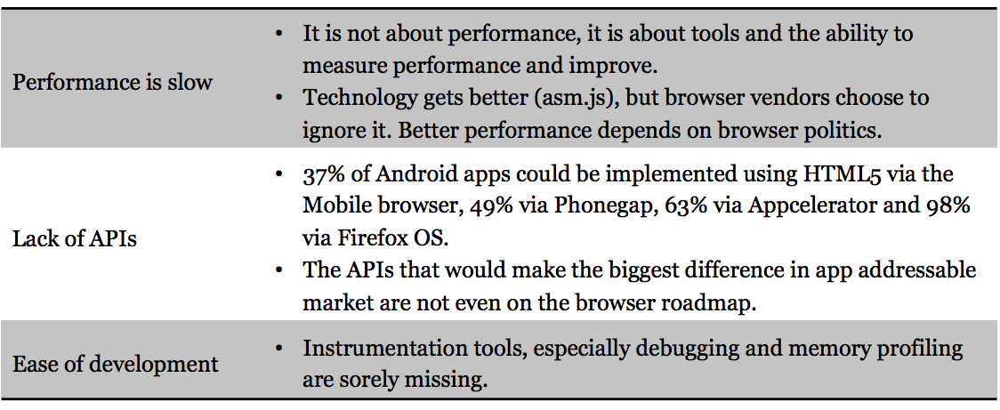 Performance is slow
• It is not about performance, it is about tools and the ability to
measure performance and improve.
• Technology gets better (asm.js), but browser vendors choose to
ignore it. Better performance depends on browser politics.
Lack of APIs
• 37% of Android apps could be implemented using HTML5 via the
Mobile browser, 49% via Phonegap, 63% via Appcelerator and 98%
via Firefox OS.
• The APIs that would make the biggest difference in app addressable
market are not even on the browser roadmap.
Ease of development
• Instrumentation tools, especially debugging and memory profiling
are sorely missing.